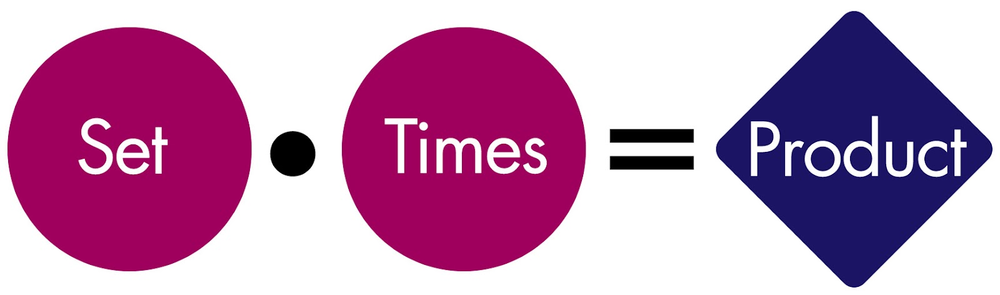 Set • Times = Product